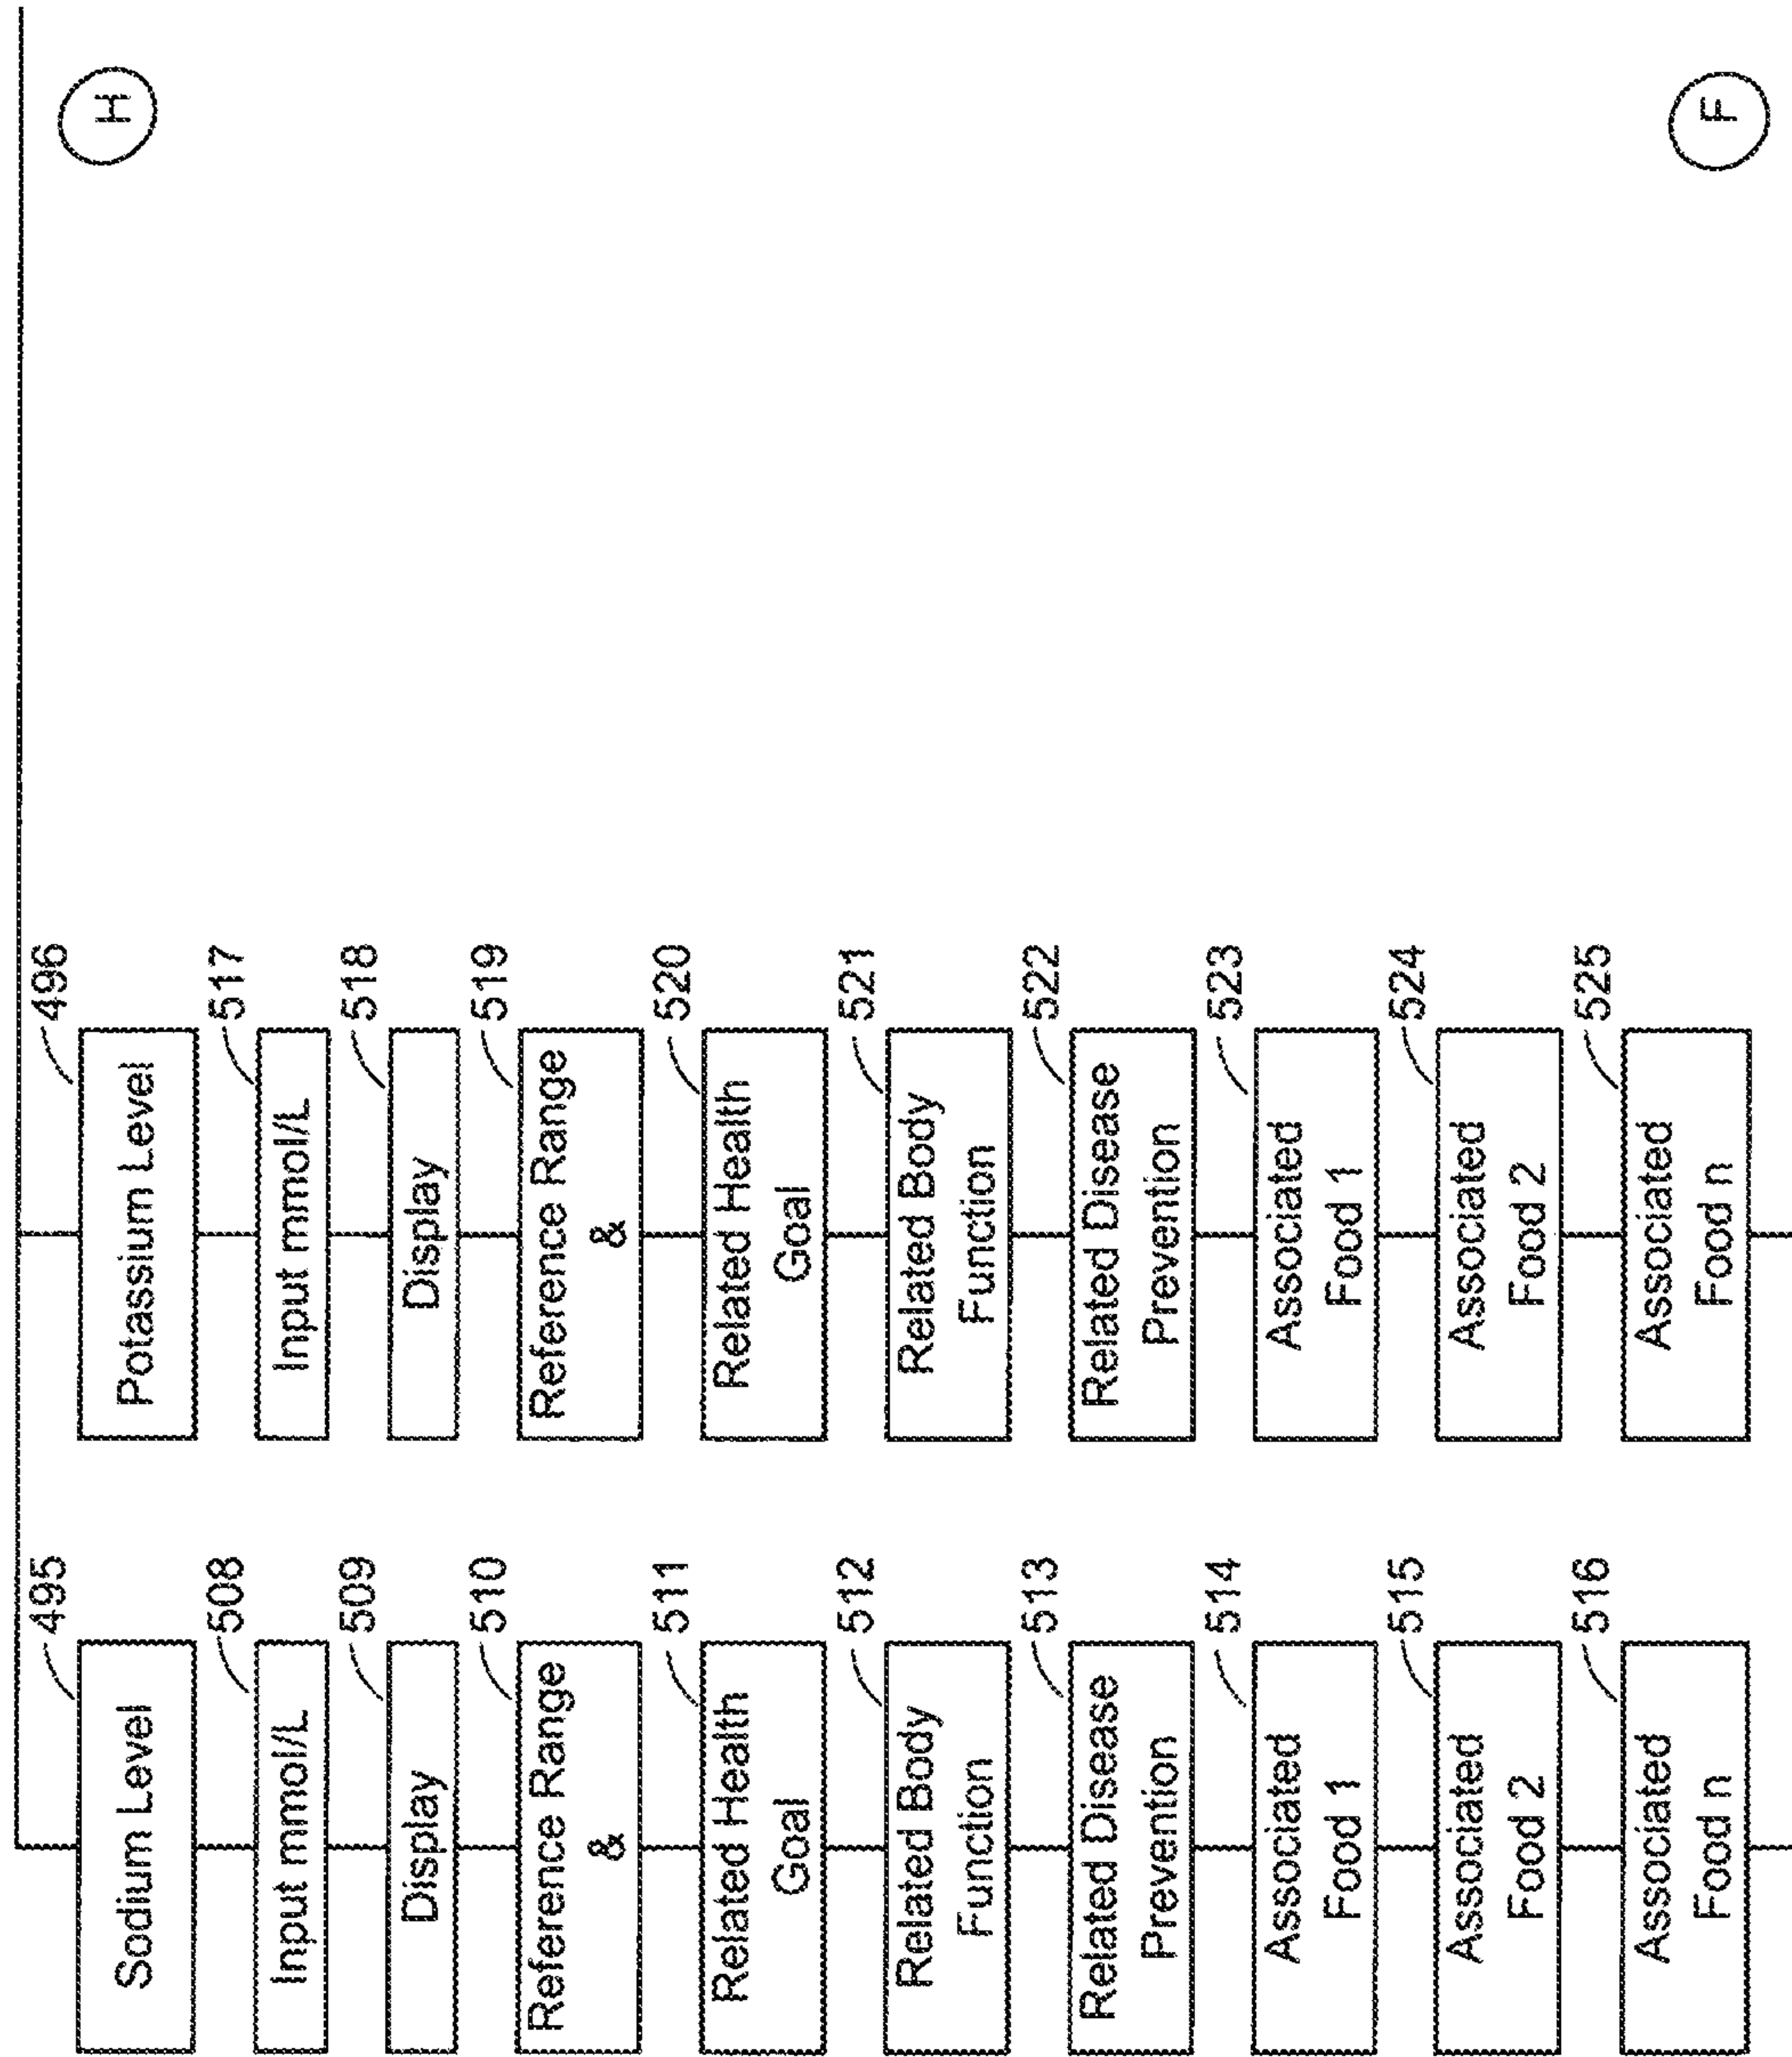 H
495
Sodium Level
508
Input mmol/L
509
Display
510
Reference Range
&
511
Related Health
Goal
512
Related Body
Function
513
Related Disease
Prevention
514
Associated
Food 1
515
Associated
Food 2
516
Associated
Food n
496
Potassium Level
517
Input mmol/L
518
Display
519
Reference Range
&
520
Related Health
Goal
521
Related Body
Function
522
Related Disease
Prevention
523
Associated
Food 1
524
Associated
Food 2
525
Associated
Food n
F